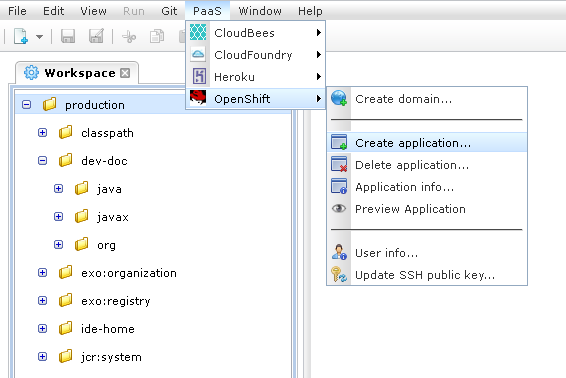 File Edit View Run Git PaaS Window Help
CloudBees
CloudFoundry
Heroku
OpenShift
Create domain...
Create application...
Delete application...
Application info...
Preview Application
User info...
Update SSH public key...
Workspace
production
classpath
dev-doc
java
javax
org
exo:organization
exo:registry
ide-home
jcr:system